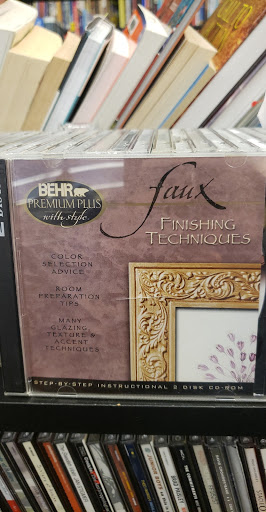 BEHR
PREMIUM PLUS
with style
faux
FINISHING
TECHNIQUES
COLOR
SELECTION
ADVICE
ROOM
PREPARATION
TIPS
MANY
GLAZING,
TEXTURE &
ACCENT
TECHNIQUES
STEP-BY-STEP INSTRUCTIONAL 2 DISK CD-ROM